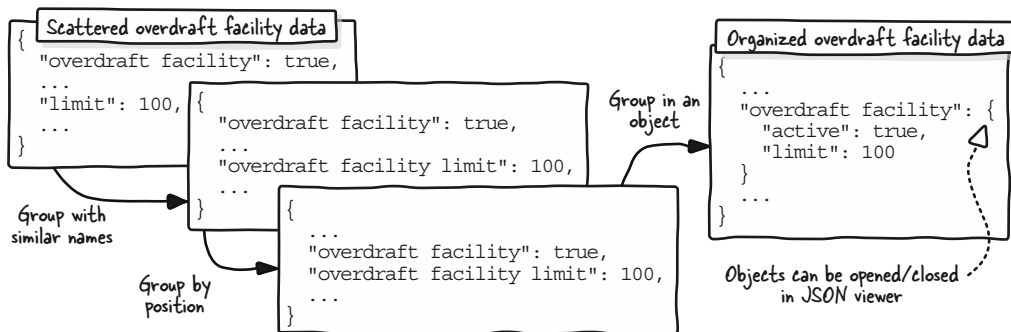 Scattered overdraft facility data
{
"overdraft facility": true,
...
"limit": 100,
...
}
Group with
similar names
{
"overdraft facility": true,
...
"overdraft facility limit": 100,
...
}
Group by
position
{
...
"overdraft facility": true,
"overdraft facility limit": 100,
...
}
Group in an
object
Organized overdraft facility data
{
...
"overdraft facility": {
"active": true,
"limit": 100
}
...
}
Objects can be opened/closed
in JSON viewer